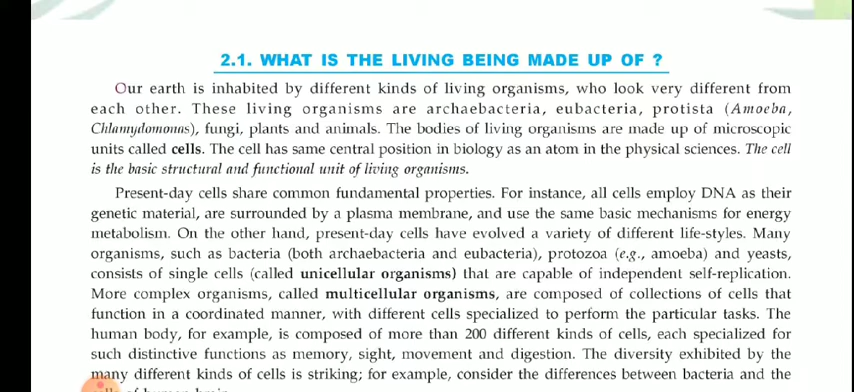 2.1. WHAT IS THE LIVING BEING MADE UP OF ?
Our earth is inhabited by different kinds of living organisms, who look very different from
each other. These living organisms are archaebacteria, eubacteria, protista (Amoeba,
Chlamydomonas), fungi, plants and animals. The bodies of living organisms are made up of microscopic
units called cells. The cell has same central position in biology as an atom in the physical sciences. The cell
is the basic structural and functional unit of living organisms.
Present-day cells share common fundamental properties. For instance, all cells employ DNA as their
genetic material, are surrounded by a plasma membrane, and use the same basic mechanisms for energy
metabolism. On the other hand, present-day cells have evolved a variety of different life-styles. Many
organisms, such as bacteria (both archaebacteria and eubacteria), protozoa (e.g., amoeba) and yeasts,
consists of single cells (called unicellular organisms) that are capable of independent self-replication.
More complex organisms, called multicellular organisms, are composed of collections of cells that
function in a coordinated manner, with different cells specialized to perform the particular tasks. The
human body, for example, is composed of more than 200 different kinds of cells, each specialized for
such distinctive functions as memory, sight, movement and digestion. The diversity exhibited by the
many different kinds of cells is striking; for example, consider the differences between bacteria and the